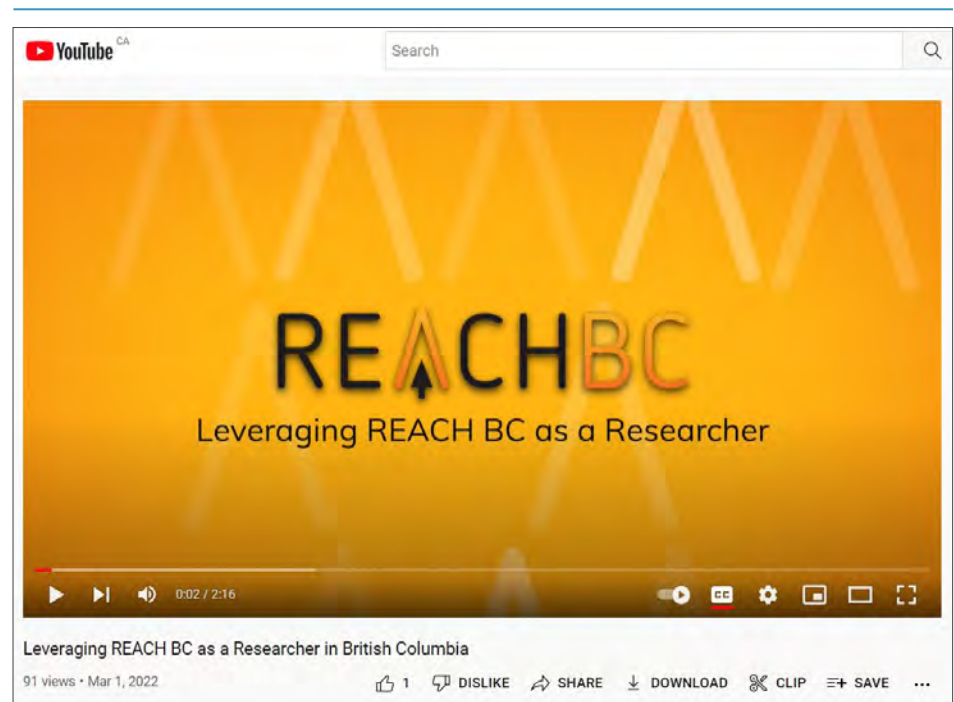 YouTube CA
Search
REACHBC
Leveraging REACH BC as a Researcher
0:02 / 2:16
CC
Leveraging REACH BC as a Researcher in British Columbia
91 views • Mar 1, 2022 1 DISLIKE SHARE DOWNLOAD CLIP SAVE ...